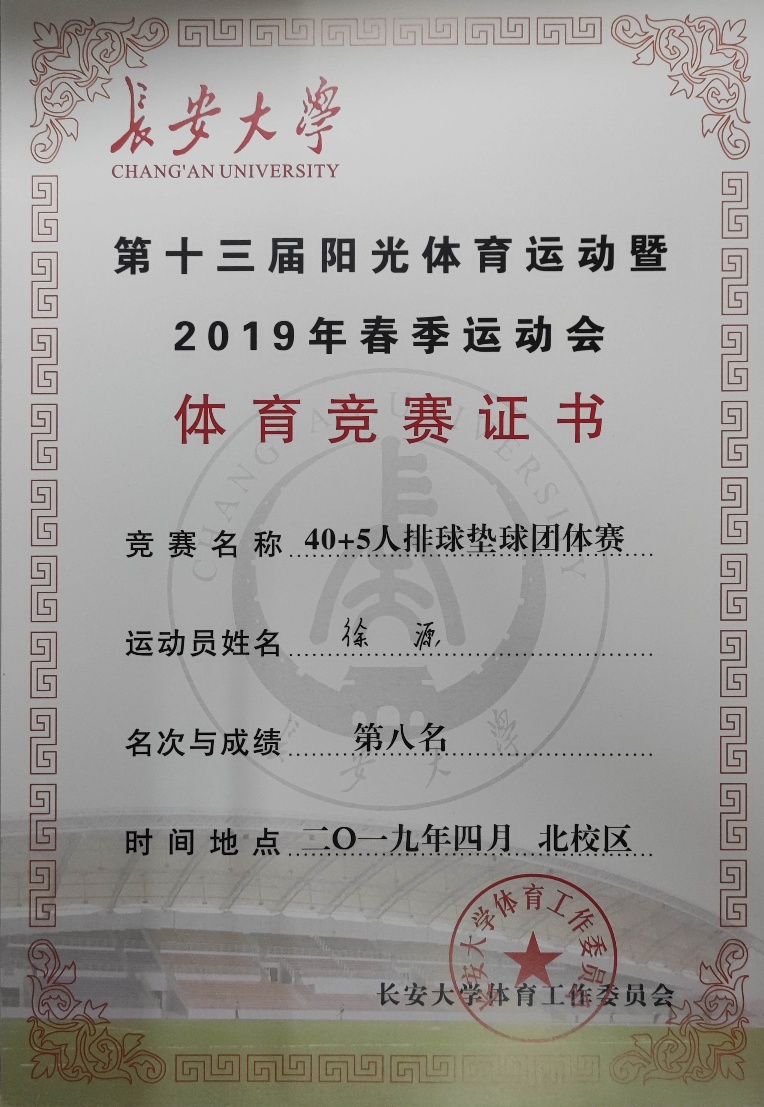 長安大學
CHANG'AN UNIVERSITY
第十三届阳光体育运动暨
2019年春季运动会
体育竞赛证书
竞赛名称 40+5人排球垫球团体赛
运动员姓名 徐 源
名次与成绩 第八名
时间地点 二〇一九年四月 北校区
长安大学体育工作委员会
长安大学体育工作委员会
CHANG'AN UNIVERSITY
長安大學